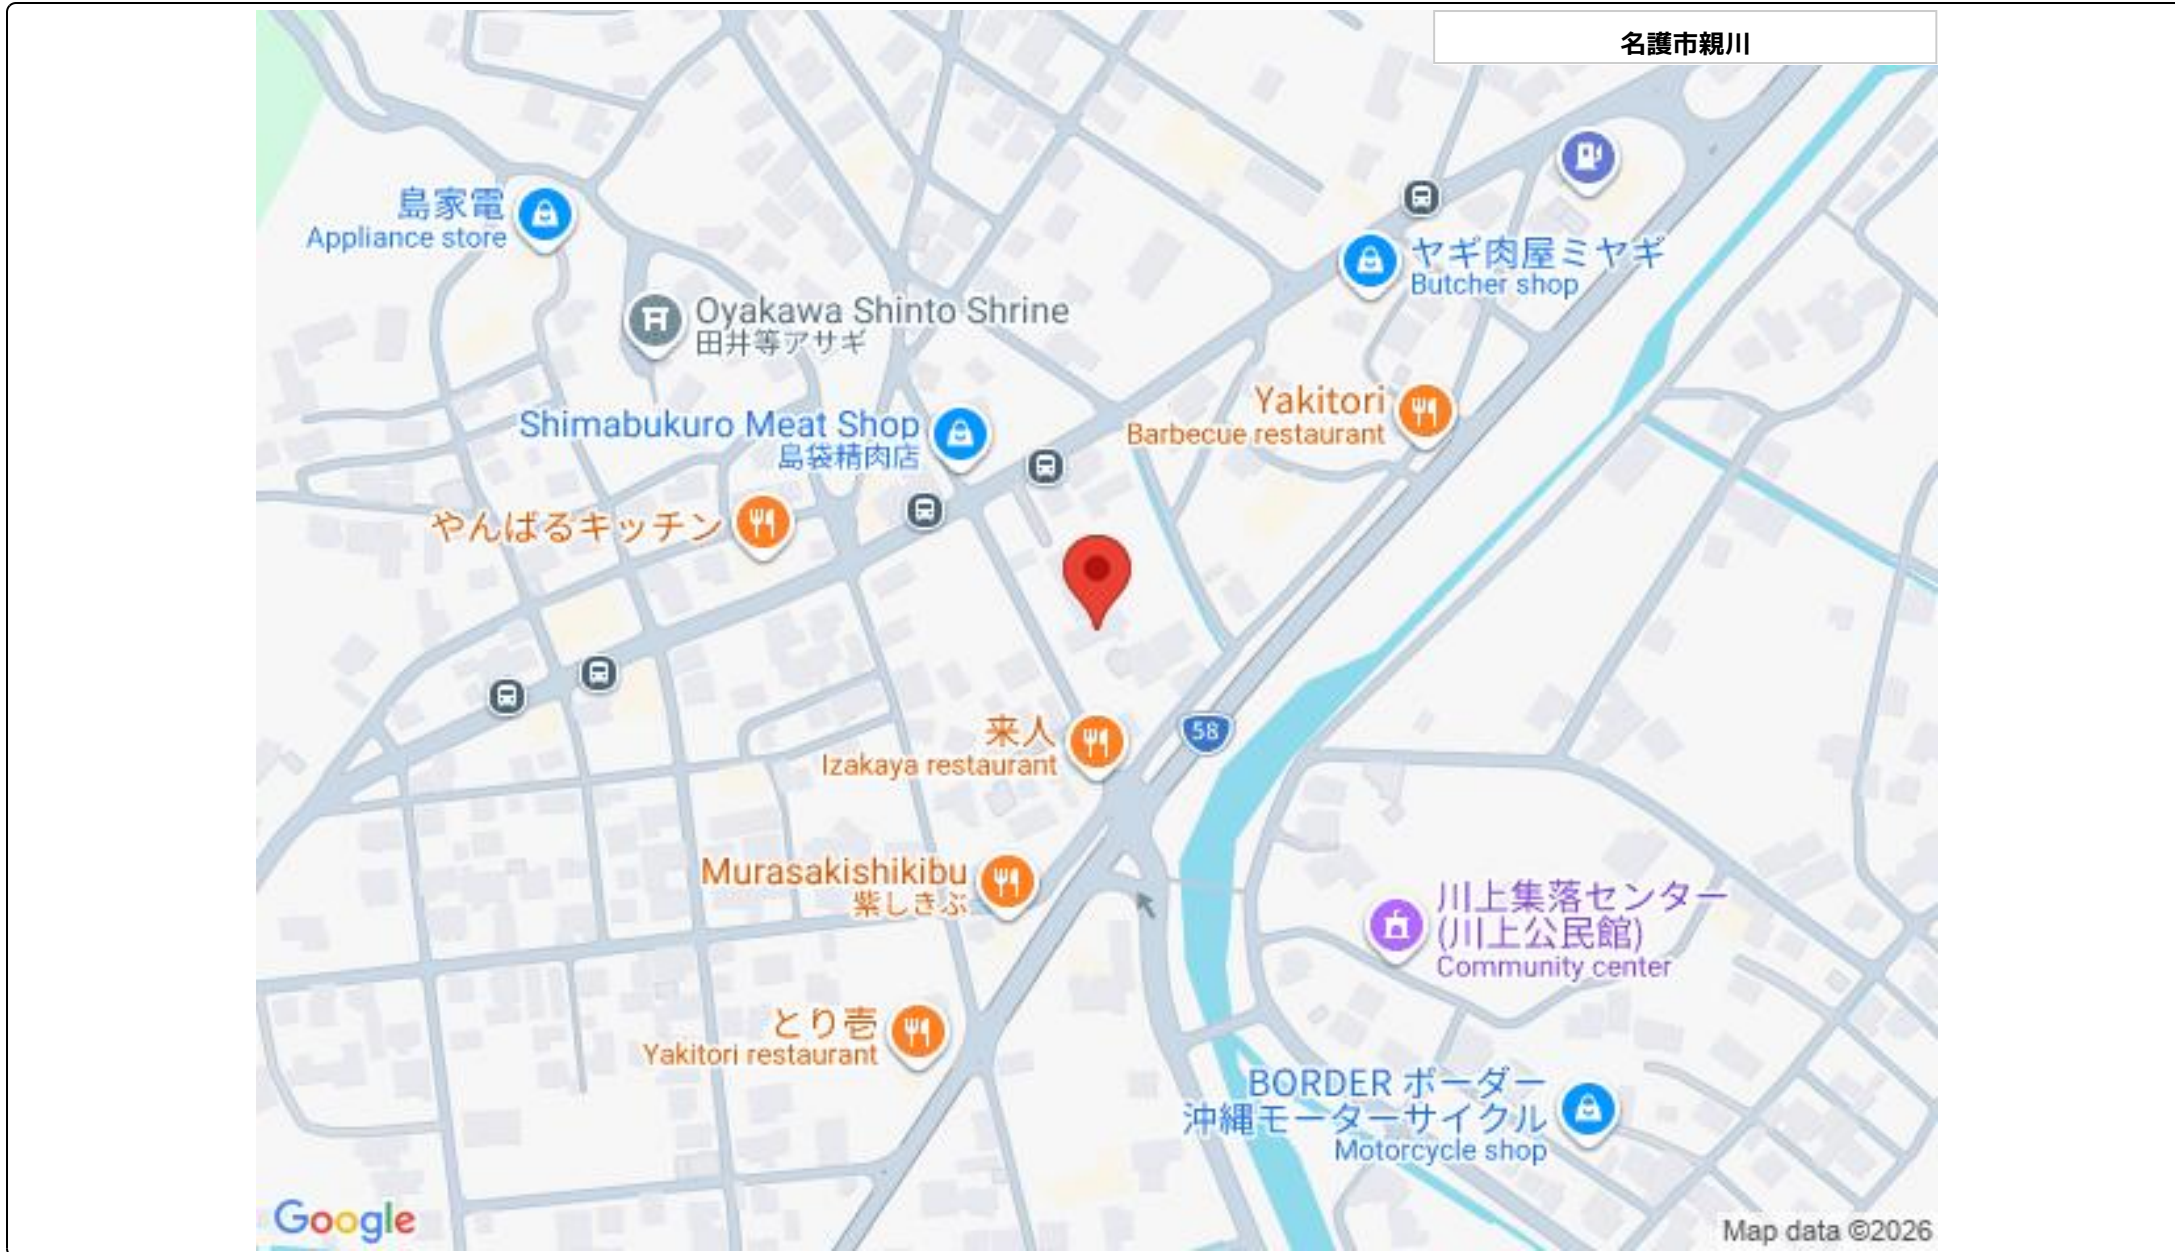 名護市親川
島家電
Appliance store
ヤギ肉屋ミヤギ
Butcher shop
Oyakawa Shinto Shrine
田井等アサギ
Yakitori
Barbecue restaurant
Shimabukuro Meat Shop
島袋精肉店
やんばるキッチン
来人
Izakaya restaurant
58
Murasakishikibu
紫しきぶ
川上集落センター
(川上公民館)
Community center
とり壱
Yakitori restaurant
BORDER ボーダー
沖縄モーターサイクル
Motorcycle shop
Google
Map data ©2026